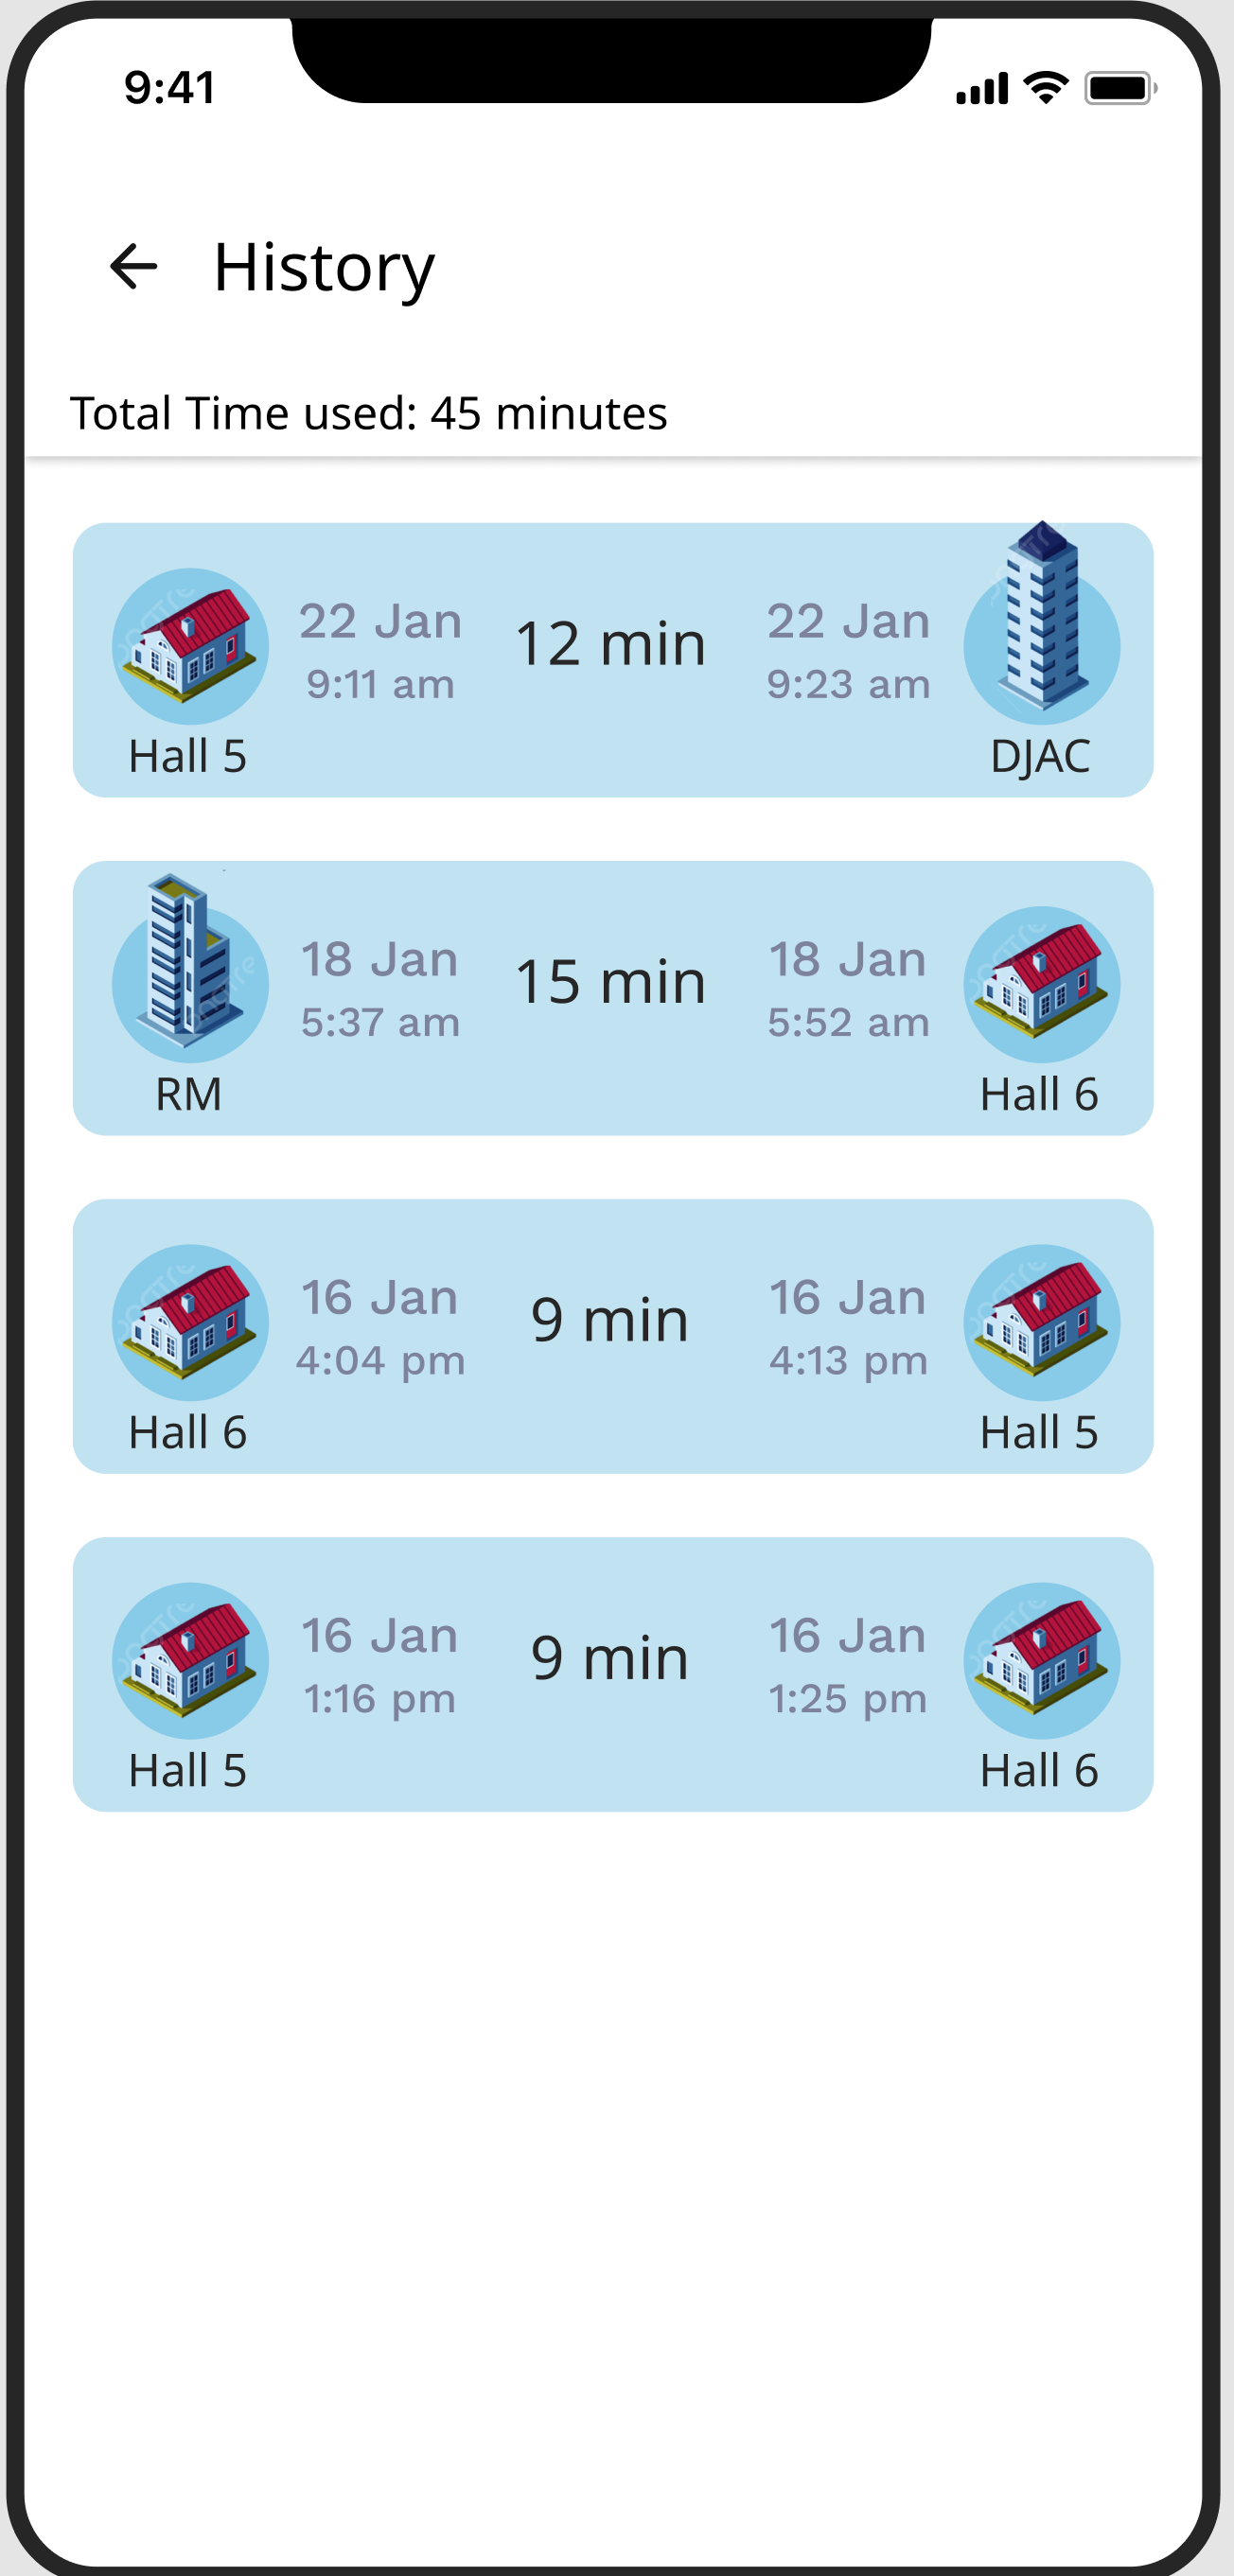 9:41
History
Total Time used: 45 minutes
22 Jan 12 min 22 Jan
9:11 am 9:23 am
Hall 5 DJAC
18 Jan 15 min 18 Jan
5:37 am 5:52 am
RM Hall 6
16 Jan 9 min 16 Jan
4:04 pm 4:13 pm
Hall 6 Hall 5
16 Jan 9 min 16 Jan
1:16 pm 1:25 pm
Hall 5 Hall 6